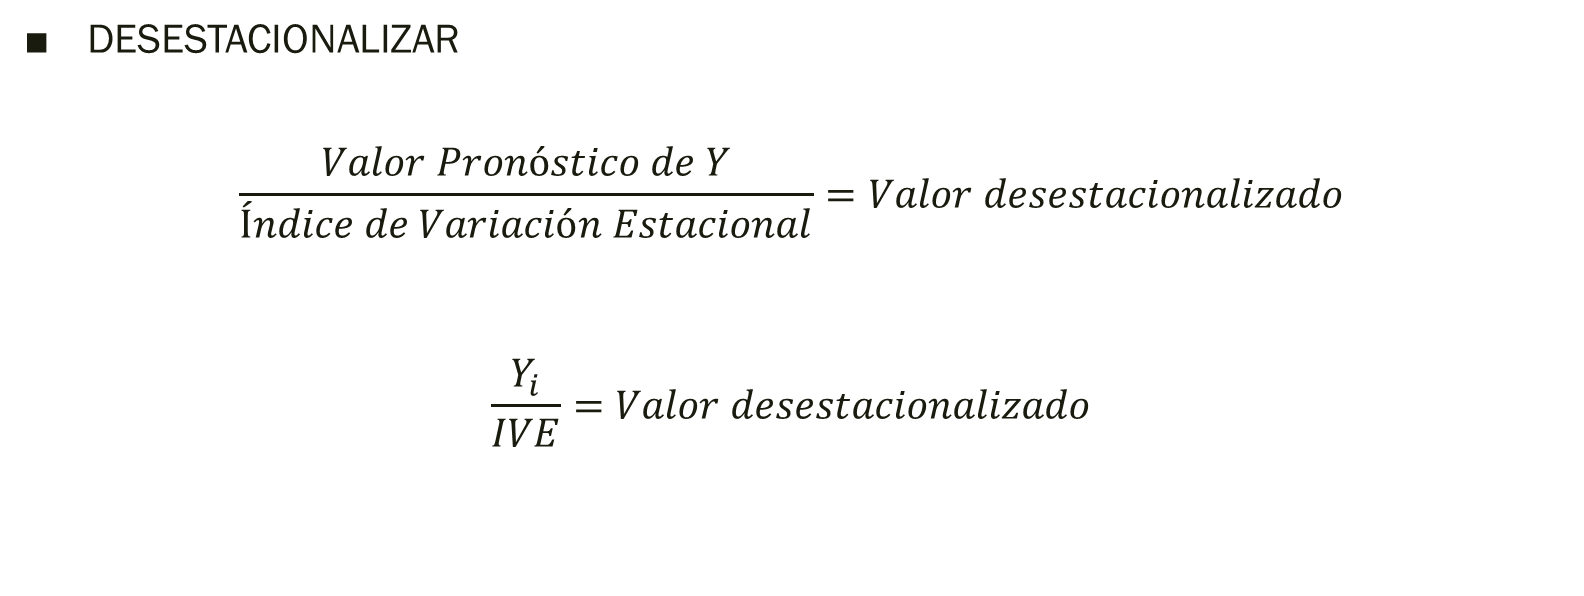 ▪ DESESTACIONALIZAR
Valor Pronóstico de Y
Índice de Variación Estacional
= Valor desestacionalizado
Yᵢ
IVE
= Valor desestacionalizado